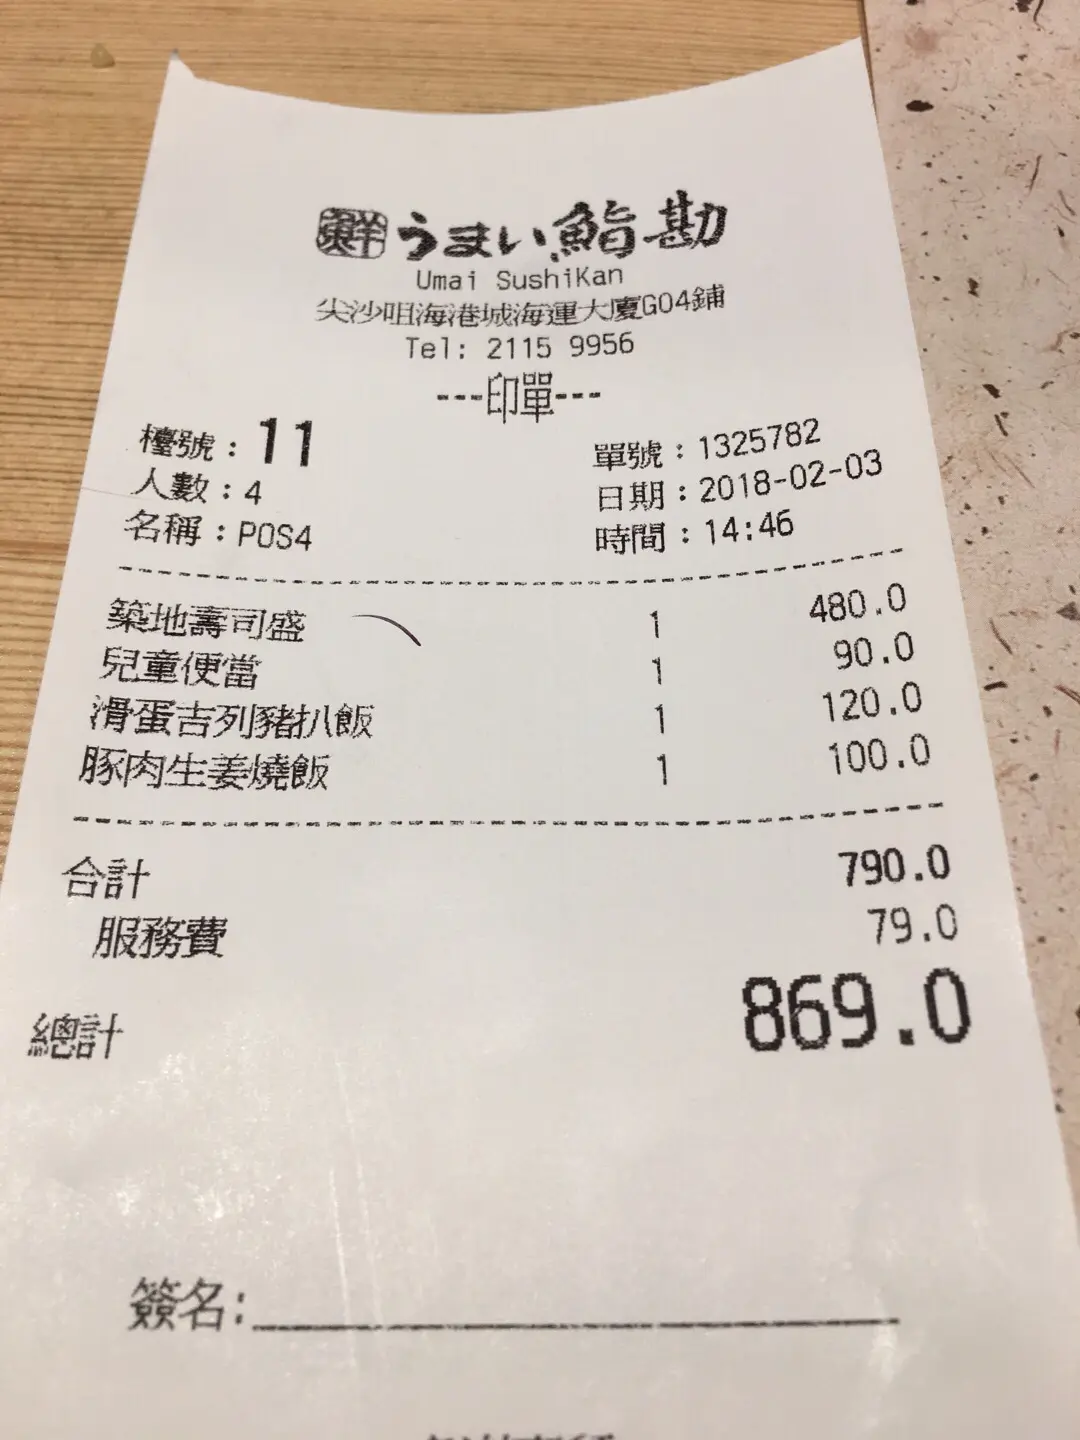 鮮 うまい鮨勘
Umai SushiKan
尖沙咀海港城海運大廈G04鋪
Tel: 2115 9956
---印單---
檯號：11 單號：1325782
人數：4 日期：2018-02-03
名稱：POS4 時間：14:46
築地壽司盛 1 480.0
兒童便當 1 90.0
滑蛋吉列豬扒飯 1 120.0
豚肉生姜燒飯 1 100.0
合計 790.0
服務費 79.0
總計 869.0
簽名: